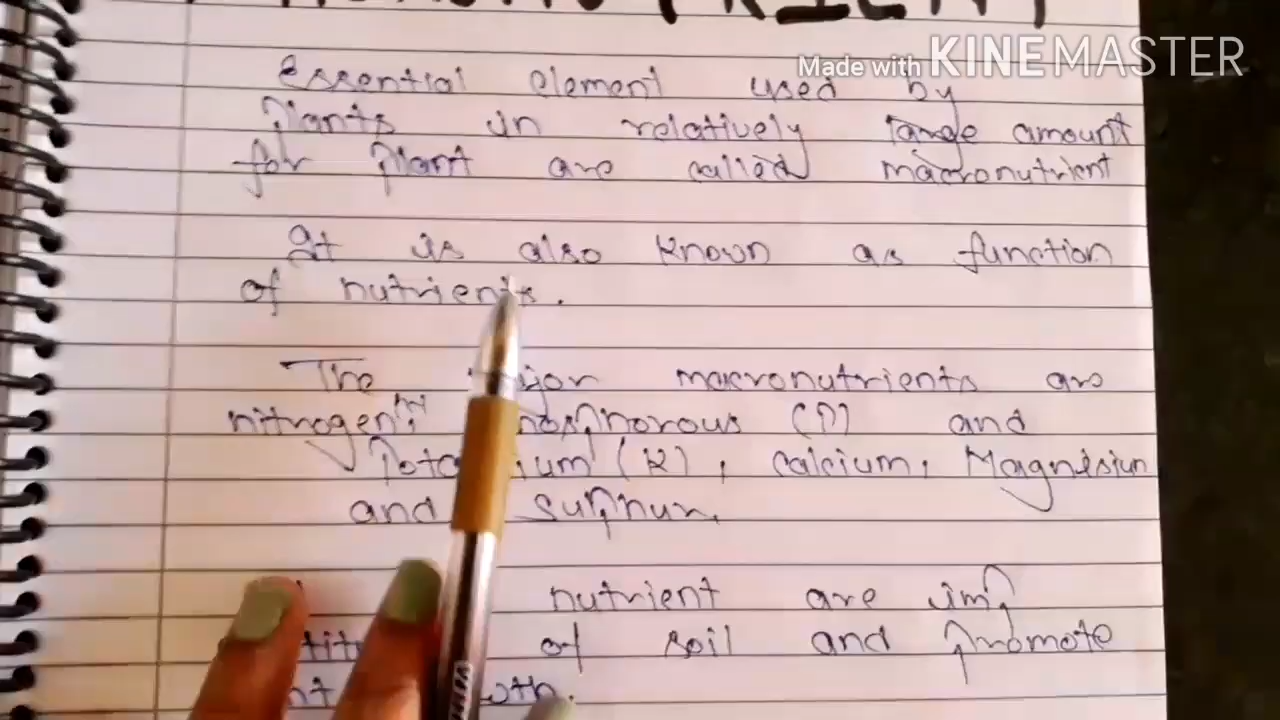 Made with KINEMASTER
Essential element used by
Plants in relatively large amount
for Plant are called macronutrient
It is also known as function
of nutrients.
The macronutrients are
nitrogen (N) (P) and
(K), calcium, Magnesium
and Sulphur,
nutrient are imp
of soil and Promote